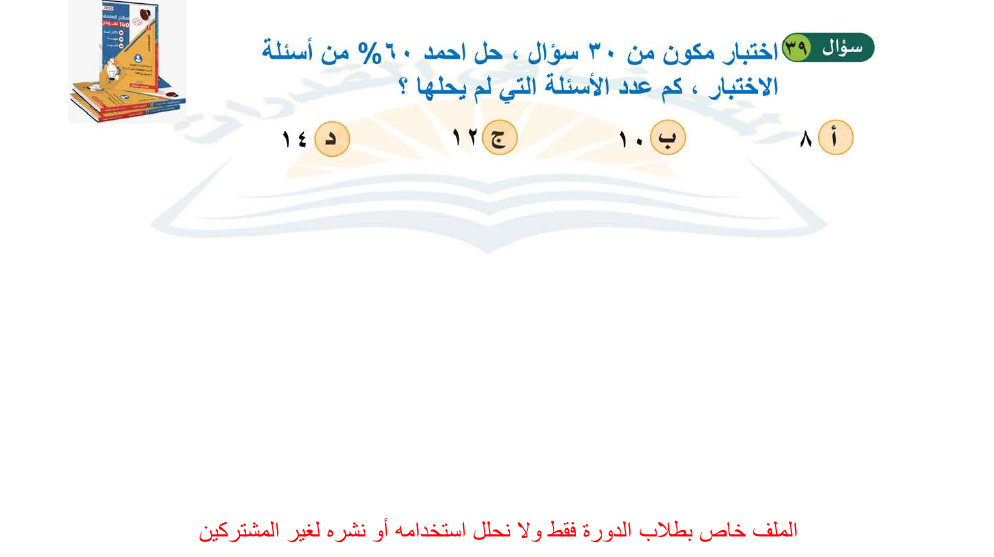 سؤال ٣٩ اختبار مكون من ٣٠ سؤال ، حل احمد ٦٠% من أسئلة
الاختبار ، كم عدد الأسئلة التي لم يحلها ؟
أ ٨ ب ١٠ ج ١٢ د ١٤
الملف خاص بطلاب الدورة فقط ولا نحلل استخدامه أو نشره لغير المشتركين